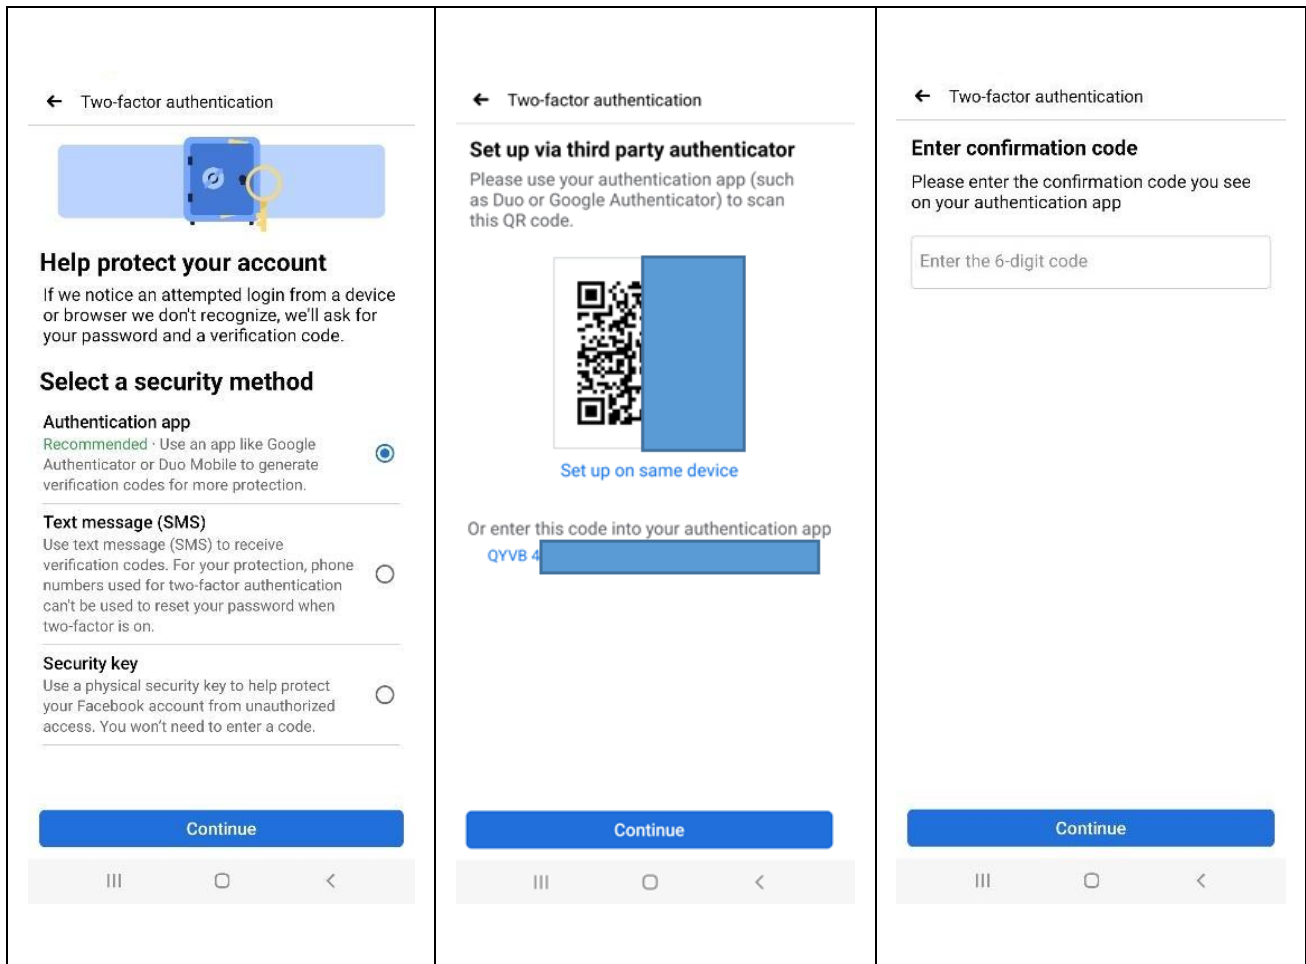 Two-factor authentication
Help protect your account
If we notice an attempted login from a device
or browser we don't recognize, we'll ask for
your password and a verification code.
Select a security method
Authentication app
Recommended · Use an app like Google
Authenticator or Duo Mobile to generate
verification codes for more protection.
Text message (SMS)
Use text message (SMS) to receive
verification codes. For your protection, phone
numbers used for two-factor authentication
can't be used to reset your password when
two-factor is on.
Security key
Use a physical security key to help protect
your Facebook account from unauthorized
access. You won't need to enter a code.
Continue
Two-factor authentication
Set up via third party authenticator
Please use your authentication app (such
as Duo or Google Authenticator) to scan
this QR code.
Set up on same device
Or enter this code into your authentication app
QYVB 4
Continue
Two-factor authentication
Enter confirmation code
Please enter the confirmation code you see
on your authentication app
Enter the 6-digit code
Continue